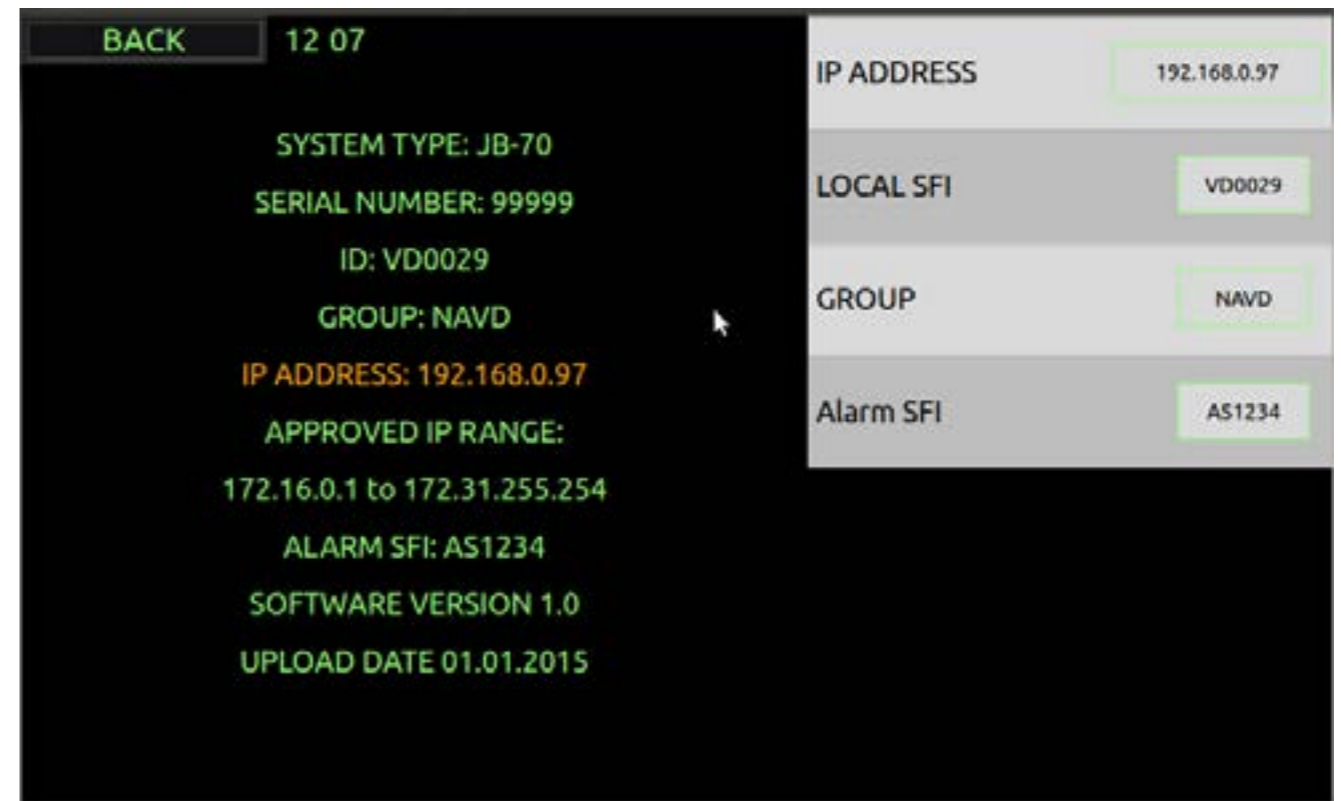 BACK
12 07
SYSTEM TYPE: JB-70
SERIAL NUMBER: 99999
ID: VD0029
GROUP: NAVD
IP ADDRESS: 192.168.0.97
APPROVED IP RANGE:
172.16.0.1 to 172.31.255.254
ALARM SFI: AS1234
SOFTWARE VERSION 1.0
UPLOAD DATE 01.01.2015
IP ADDRESS 192.168.0.97
LOCAL SFI VD0029
GROUP NAVD
Alarm SFI AS1234